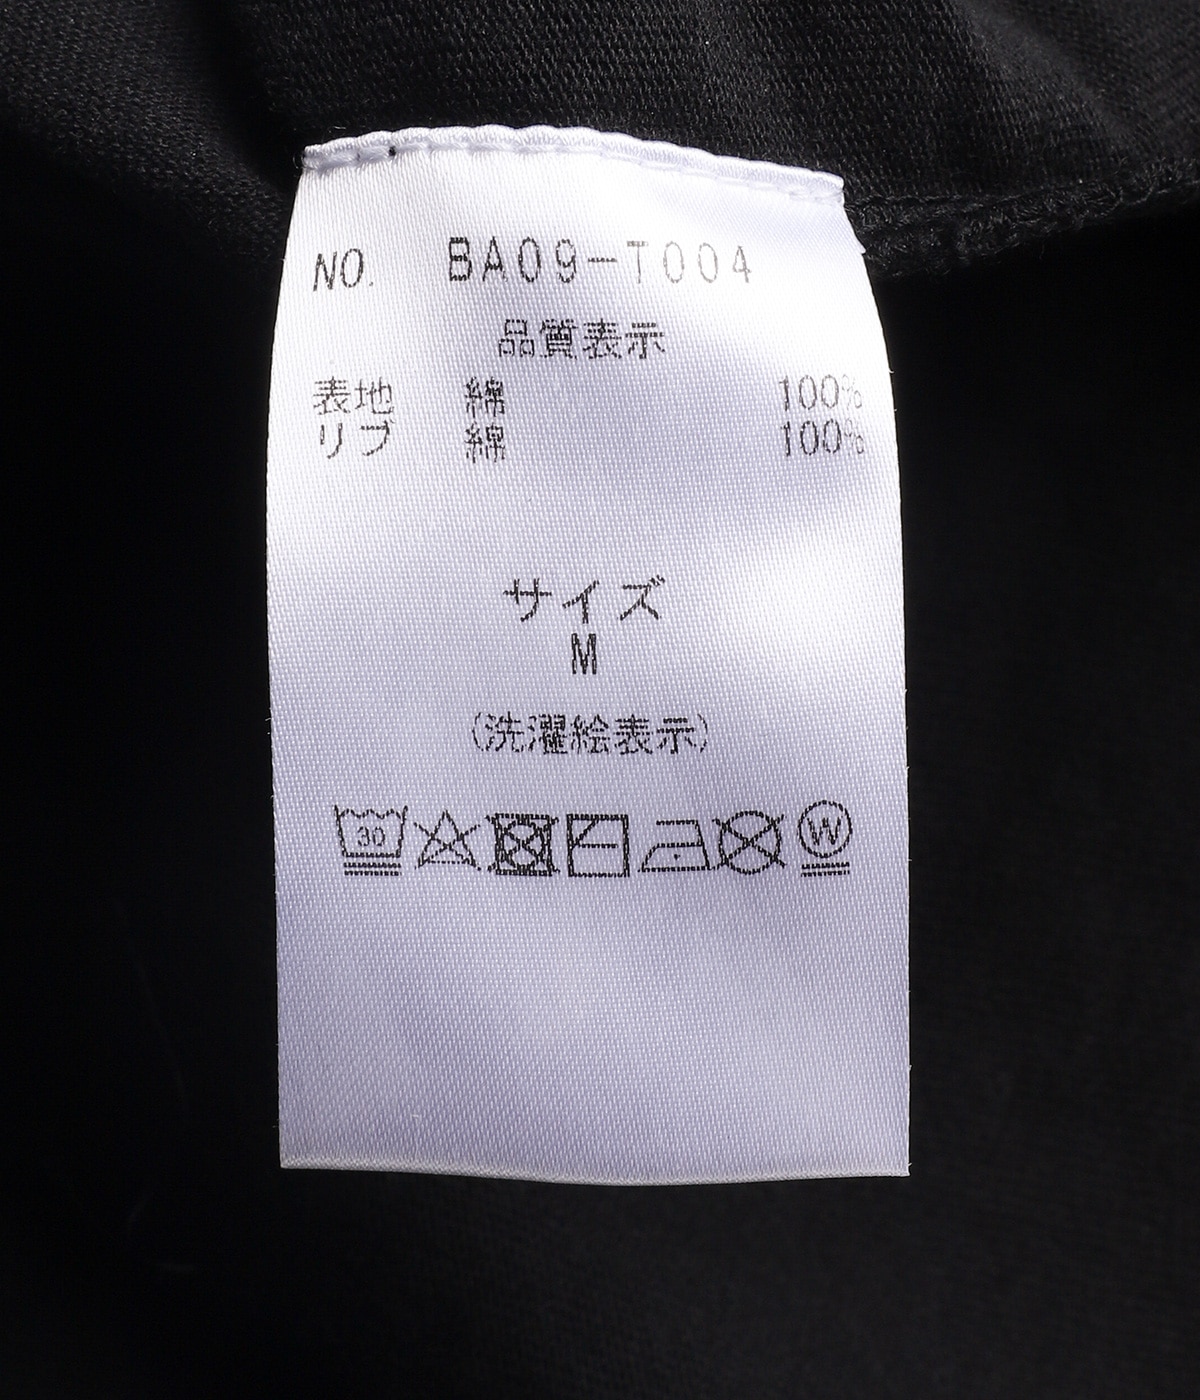 NO. BA09-T004
品質表示
表地 綿 100%
リブ 綿 100%
サイズ
M
(洗濯絵表示)
30 W